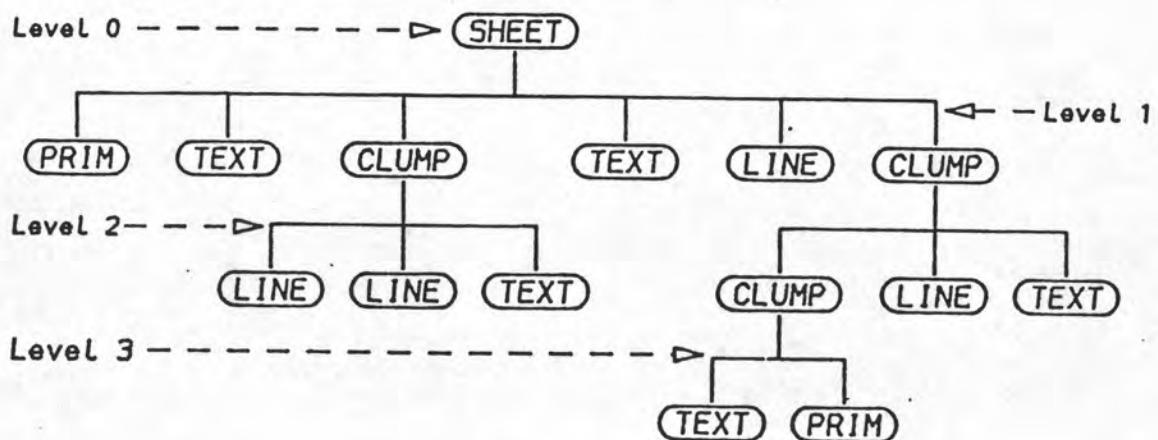 Level 0 SHEET
Level 1
PRIM TEXT CLUMP TEXT LINE CLUMP
Level 2
LINE LINE TEXT CLUMP LINE TEXT
Level 3
TEXT PRIM